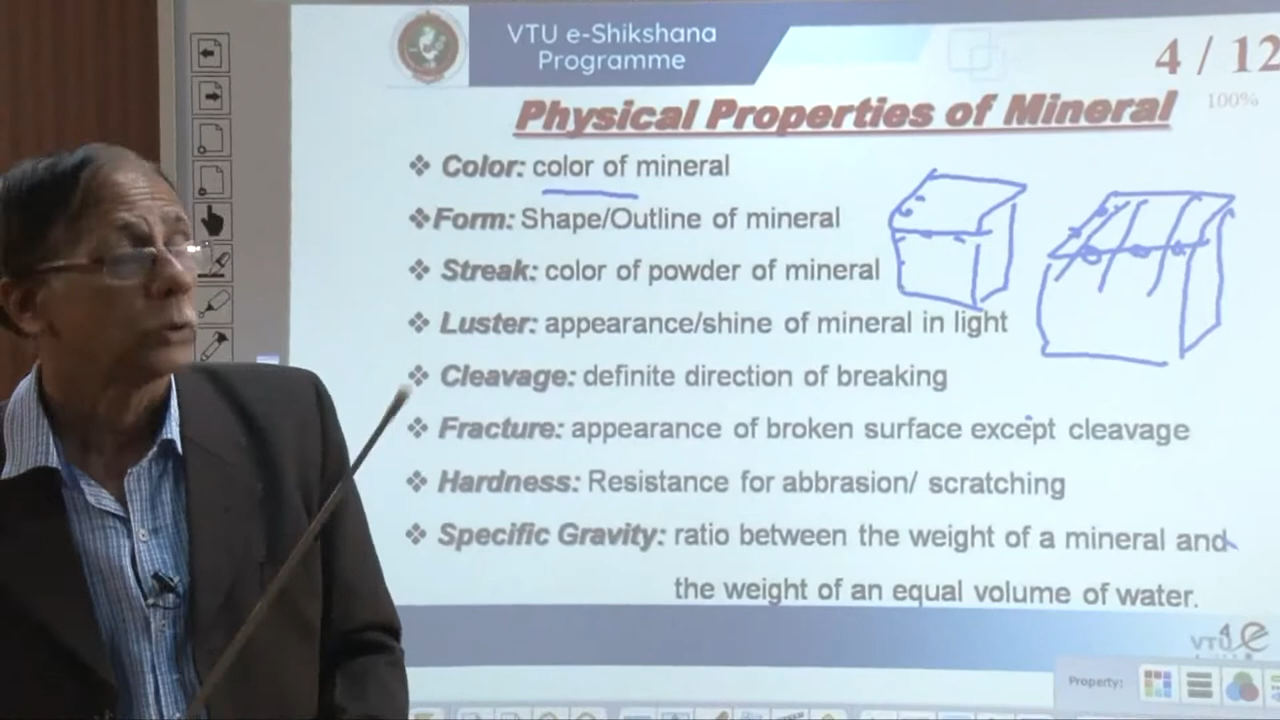 VTU e-Shikshana
Programme
4 / 12
100%
Physical Properties of Mineral
❖ Color: color of mineral
❖ Form: Shape/Outline of mineral
❖ Streak: color of powder of mineral
❖ Luster: appearance/shine of mineral in light
❖ Cleavage: definite direction of breaking
❖ Fracture: appearance of broken surface except cleavage
❖ Hardness: Resistance for abbrasion/ scratching
❖ Specific Gravity: ratio between the weight of a mineral and
the weight of an equal volume of water.
VTU e
Property: